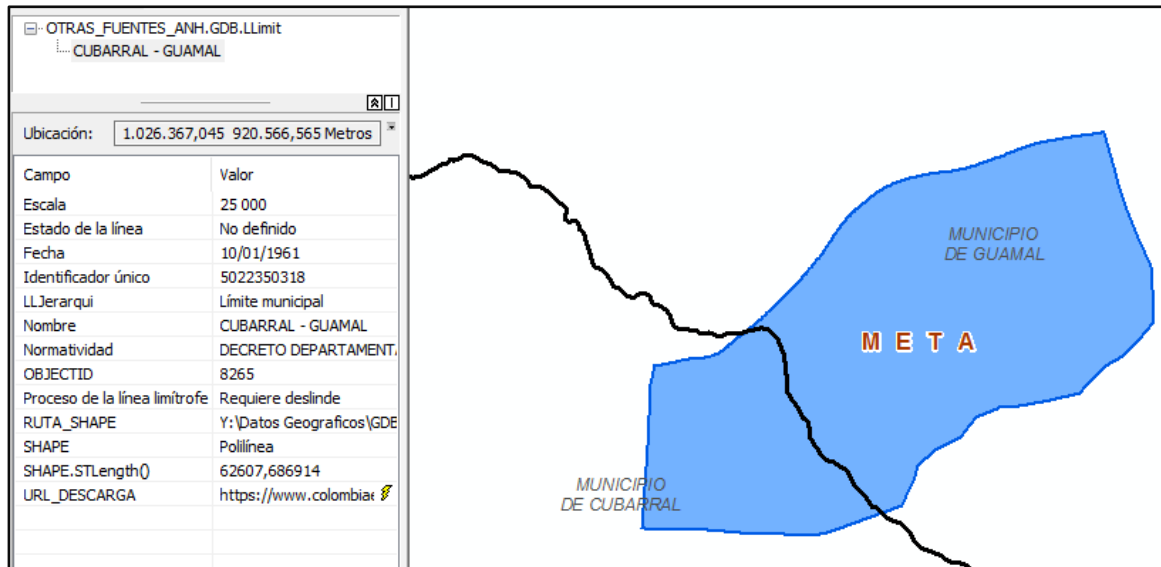 OTRAS_FUENTES_ANH.GDB.LLimit
CUBARRAL - GUAMAL
Ubicación: 1.026.367,045 920.566,565 Metros
Campo Valor
Escala 25 000
Estado de la línea No definido
Fecha 10/01/1961
Identificador único 5022350318
LLJerarqui Límite municipal
Nombre CUBARRAL - GUAMAL
Normatividad DECRETO DEPARTAMENT
OBJECTID 8265
Proceso de la línea limítrofe Requiere deslinde
RUTA_SHAPE Y:\Datos Geograficos\GDB
SHAPE Polilínea
SHAPE.STLength() 62607,686914
URL_DESCARGA https://www.colombiae
MUNICIPIO
DE GUAMAL
META
MUNICIPIO
DE CUBARRAL